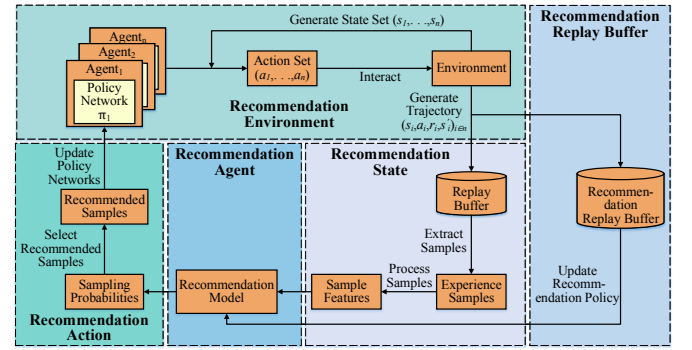 Generate State Set (s1,. . .,sn)
Recommendation
Replay Buffer
Agentn
Agent2
Agent1
Policy
Network
π1
Action Set
(a1,. . .,an)
Interact
Environment
Recommendation
Environment
Generate
Trajectory
(si,ai,ri,s'i)i∈n
Update
Policy
Networks
Recommendation
Agent
Recommendation
State
Recommended
Samples
Replay
Buffer
Recommen-
dation
Replay Buffer
Select
Recommended
Samples
Extract
Samples
Process
Samples
Sampling
Probabilities
Recommendation
Model
Sample
Features
Experience
Samples
Update
Recomm-
endation Policy
Recommendation
Action